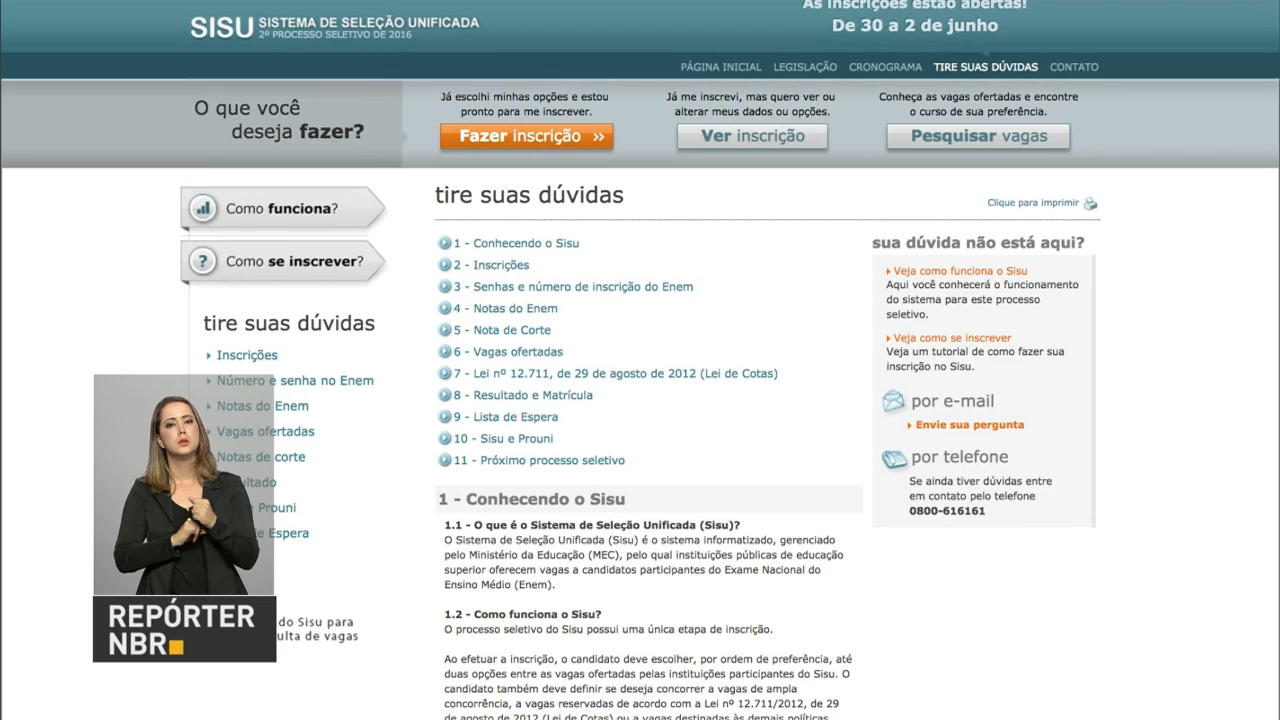 As inscrições estão abertas!
SISU SISTEMA DE SELEÇÃO UNIFICADA
2º PROCESSO SELETIVO DE 2016
De 30 a 2 de junho
PÁGINA INICIAL LEGISLAÇÃO CRONOGRAMA TIRE SUAS DÚVIDAS CONTATO
O que você
deseja fazer?
Já escolhi minhas opções e estou
pronto para me inscrever.
Fazer inscrição »
Já me inscrevi, mas quero ver ou
alterar meus dados ou opções.
Ver inscrição
Conheça as vagas ofertadas e encontre
o curso de sua preferência.
Pesquisar vagas
Como funciona?
Como se inscrever?
tire suas dúvidas
Inscrições
Número e senha no Enem
Notas do Enem
Vagas ofertadas
Notas de corte
Prouni
de Espera
do Sisu para
REPÓRTER
NBR
tire suas dúvidas
Clique para imprimir
1 - Conhecendo o Sisu
2 - Inscrições
3 - Senhas e número de inscrição do Enem
4 - Notas do Enem
5 - Nota de Corte
6 - Vagas ofertadas
7 - Lei nº 12.711, de 29 de agosto de 2012 (Lei de Cotas)
8 - Resultado e Matrícula
9 - Lista de Espera
10 - Sisu e Prouni
11 - Próximo processo seletivo
1 - Conhecendo o Sisu
1.1 - O que é o Sistema de Seleção Unificada (Sisu)?
O Sistema de Seleção Unificada (Sisu) é o sistema informatizado, gerenciado
pelo Ministério da Educação (MEC), pelo qual instituições públicas de educação
superior oferecem vagas a candidatos participantes do Exame Nacional do
Ensino Médio (Enem).
1.2 - Como funciona o Sisu?
O processo seletivo do Sisu possui uma única etapa de inscrição.
Ao efetuar a inscrição, o candidato deve escolher, por ordem de preferência, até
duas opções entre as vagas ofertadas pelas instituições participantes do Sisu. O
candidato também deve definir se deseja concorrer a vagas de ampla
concorrência, a vagas reservadas de acordo com a Lei nº 12.711/2012, de 29
de agosto de 2012 (Lei de Cotas) ou a vagas destinadas às demais políticas
sua dúvida não está aqui?
Veja como funciona o Sisu
Aqui você conhecerá o funcionamento
do sistema para este processo
seletivo.
Veja como se inscrever
Veja um tutorial de como fazer sua
inscrição no Sisu.
por e-mail
Envie sua pergunta
por telefone
Se ainda tiver dúvidas entre
em contato pelo telefone
0800-616161